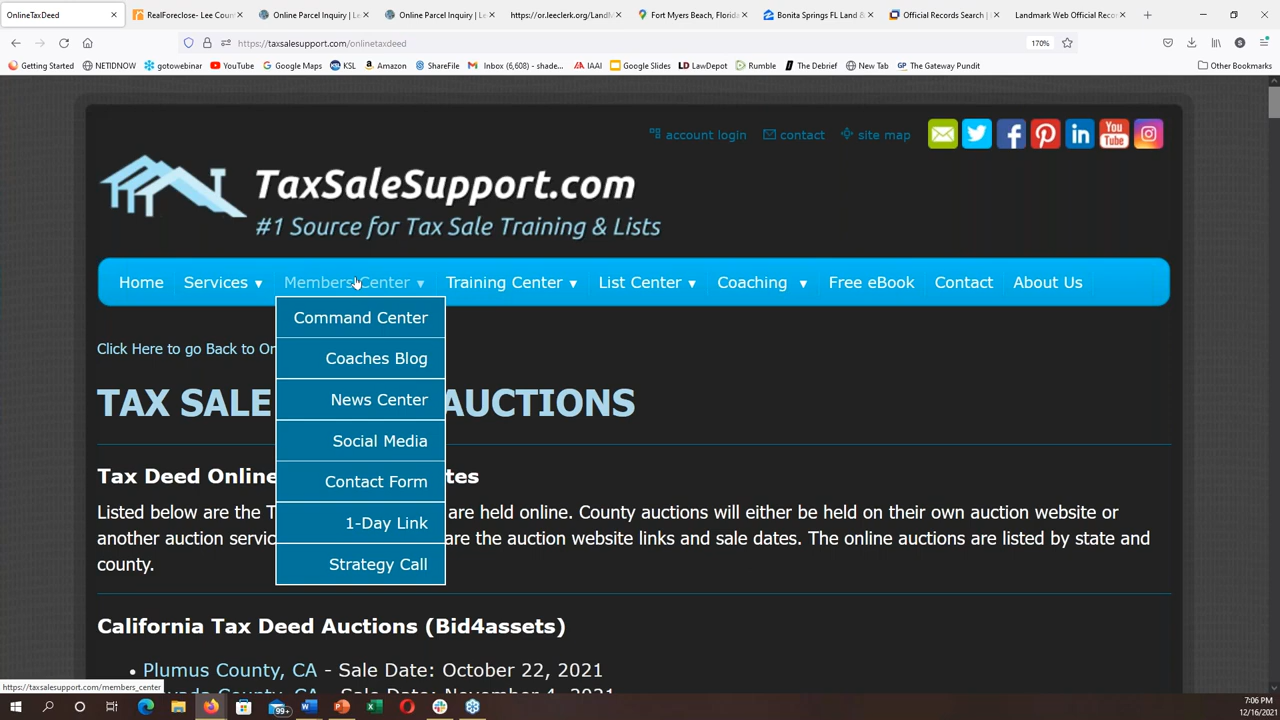 OnlineTaxDeed
RealForeclose- Lee Coun
Online Parcel Inquiry | Le
Online Parcel Inquiry | LeeD
https://or.leeclerk.org/LandM
Fort Myers Beach, Florida
Bonita Springs FL Land &
Official Records Search |
Landmark Web Official Reco
https://taxsalesupport.com/onlinetaxdeed
170%
Getting Started
NETIDNOW
gotowebinar
YouTube
Google Maps
KSL
Amazon
ShareFile
Inbox (6,608) - shade...
IAAI
Google Slides
LD LawDepot
Rumble
The Debrief
New Tab
GP The Gateway Pundit
Other Bookmarks
account login
contact
site map
You
Tube
TaxSaleSupport.com
#1 Source for Tax Sale Training & Lists
Home
Services ▾
Members Center ▾
Training Center ▾
List Center ▾
Coaching ▾
Free eBook
Contact
About Us
Command Center
Coaches Blog
News Center
Social Media
Contact Form
1-Day Link
Strategy Call
Click Here to go Back to On
TAX SALE AUCTIONS
Tax Deed Online tes
Listed below are the T are held online. County auctions will either be held on their own auction website or
another auction servic are the auction website links and sale dates. The online auctions are listed by state and
county.
California Tax Deed Auctions (Bid4assets)
• Plumus County, CA - Sale Date: October 22, 2021
https://taxsalesupport.com/members_center
99+
7:06 PM
12/16/2021